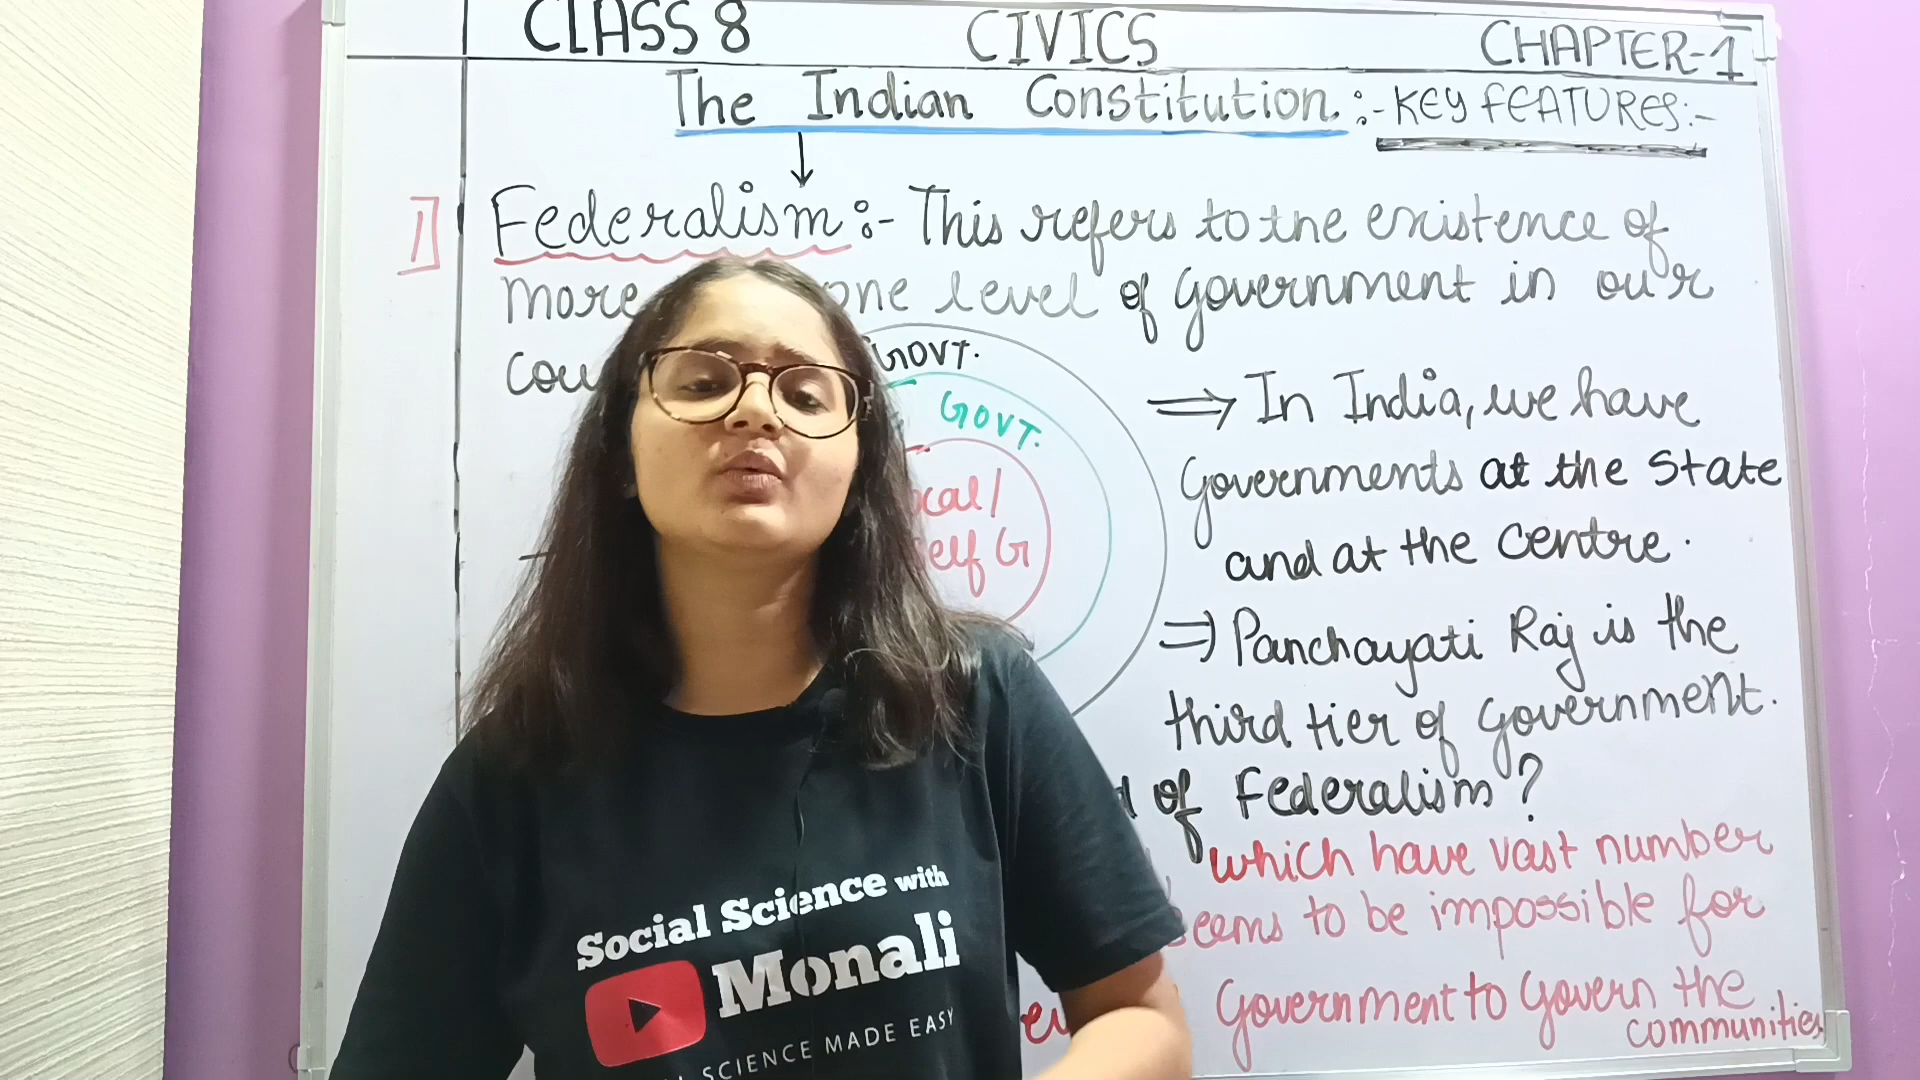 CLASS 8 CIVICS CHAPTER-1
The Indian Constitution :- KEY FEATURES:-
1] Federalism :- This refers to the existence of
more one level of government in our
GOVT.
GOVT.
self G
⇒ In India, we have
governments at the State
and at the centre.
⇒ Panchayati Raj is the
third tier of government.
of Federalism?
which have vast number
seems to be impossible for
Government to govern the
communities
Social Science with
Monali
SCIENCE MADE EASY